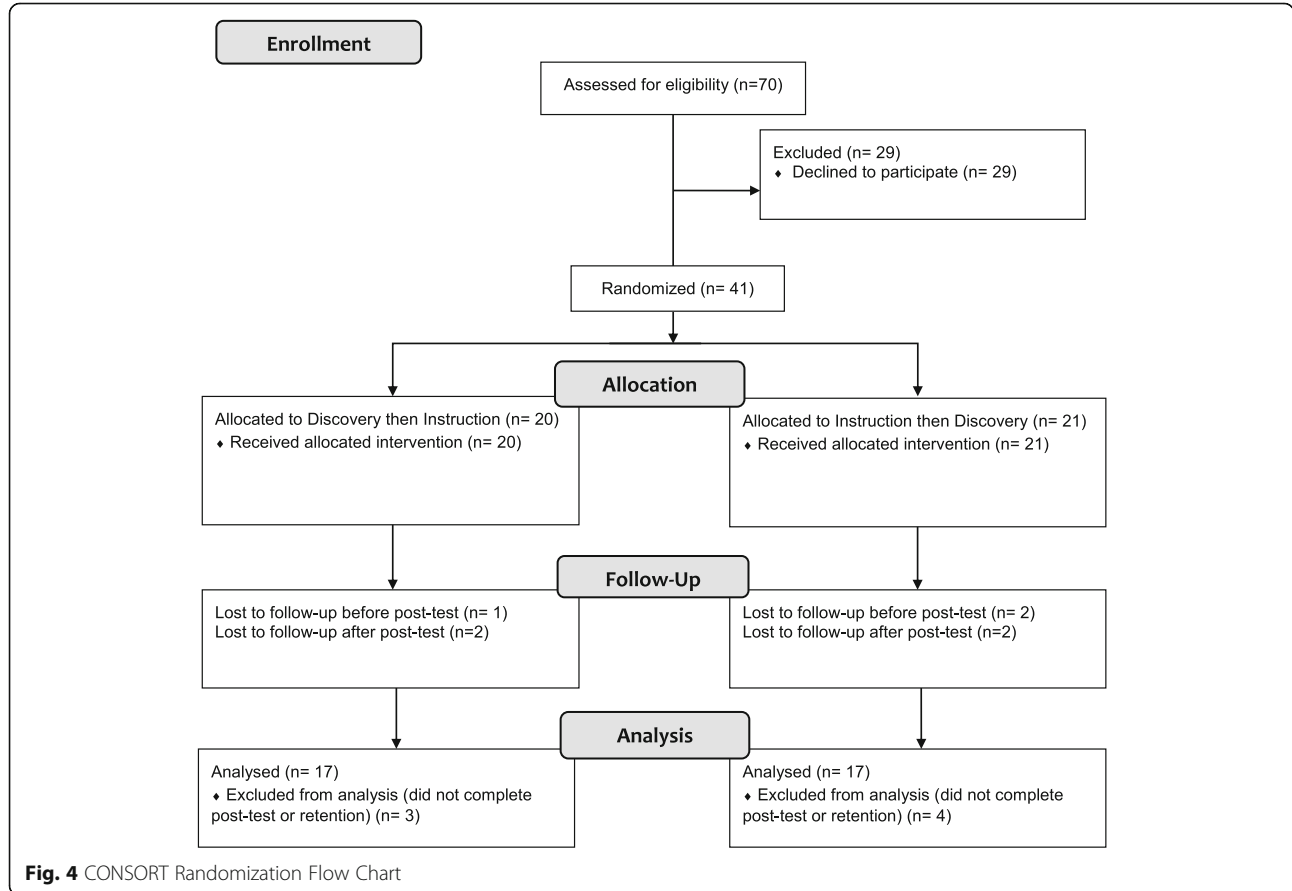 Enrollment
Assessed for eligibility (n=70)
Excluded (n= 29)
♦ Declined to participate (n= 29)
Randomized (n= 41)
Allocation
Allocated to Discovery then Instruction (n= 20)
♦ Received allocated intervention (n= 20)
Allocated to Instruction then Discovery (n= 21)
♦ Received allocated intervention (n= 21)
Follow-Up
Lost to follow-up before post-test (n= 1)
Lost to follow-up after post-test (n=2)
Lost to follow-up before post-test (n= 2)
Lost to follow-up after post-test (n=2)
Analysis
Analysed (n= 17)
♦ Excluded from analysis (did not complete
post-test or retention) (n= 3)
Analysed (n= 17)
♦ Excluded from analysis (did not complete
post-test or retention) (n= 4)
Fig. 4 CONSORT Randomization Flow Chart